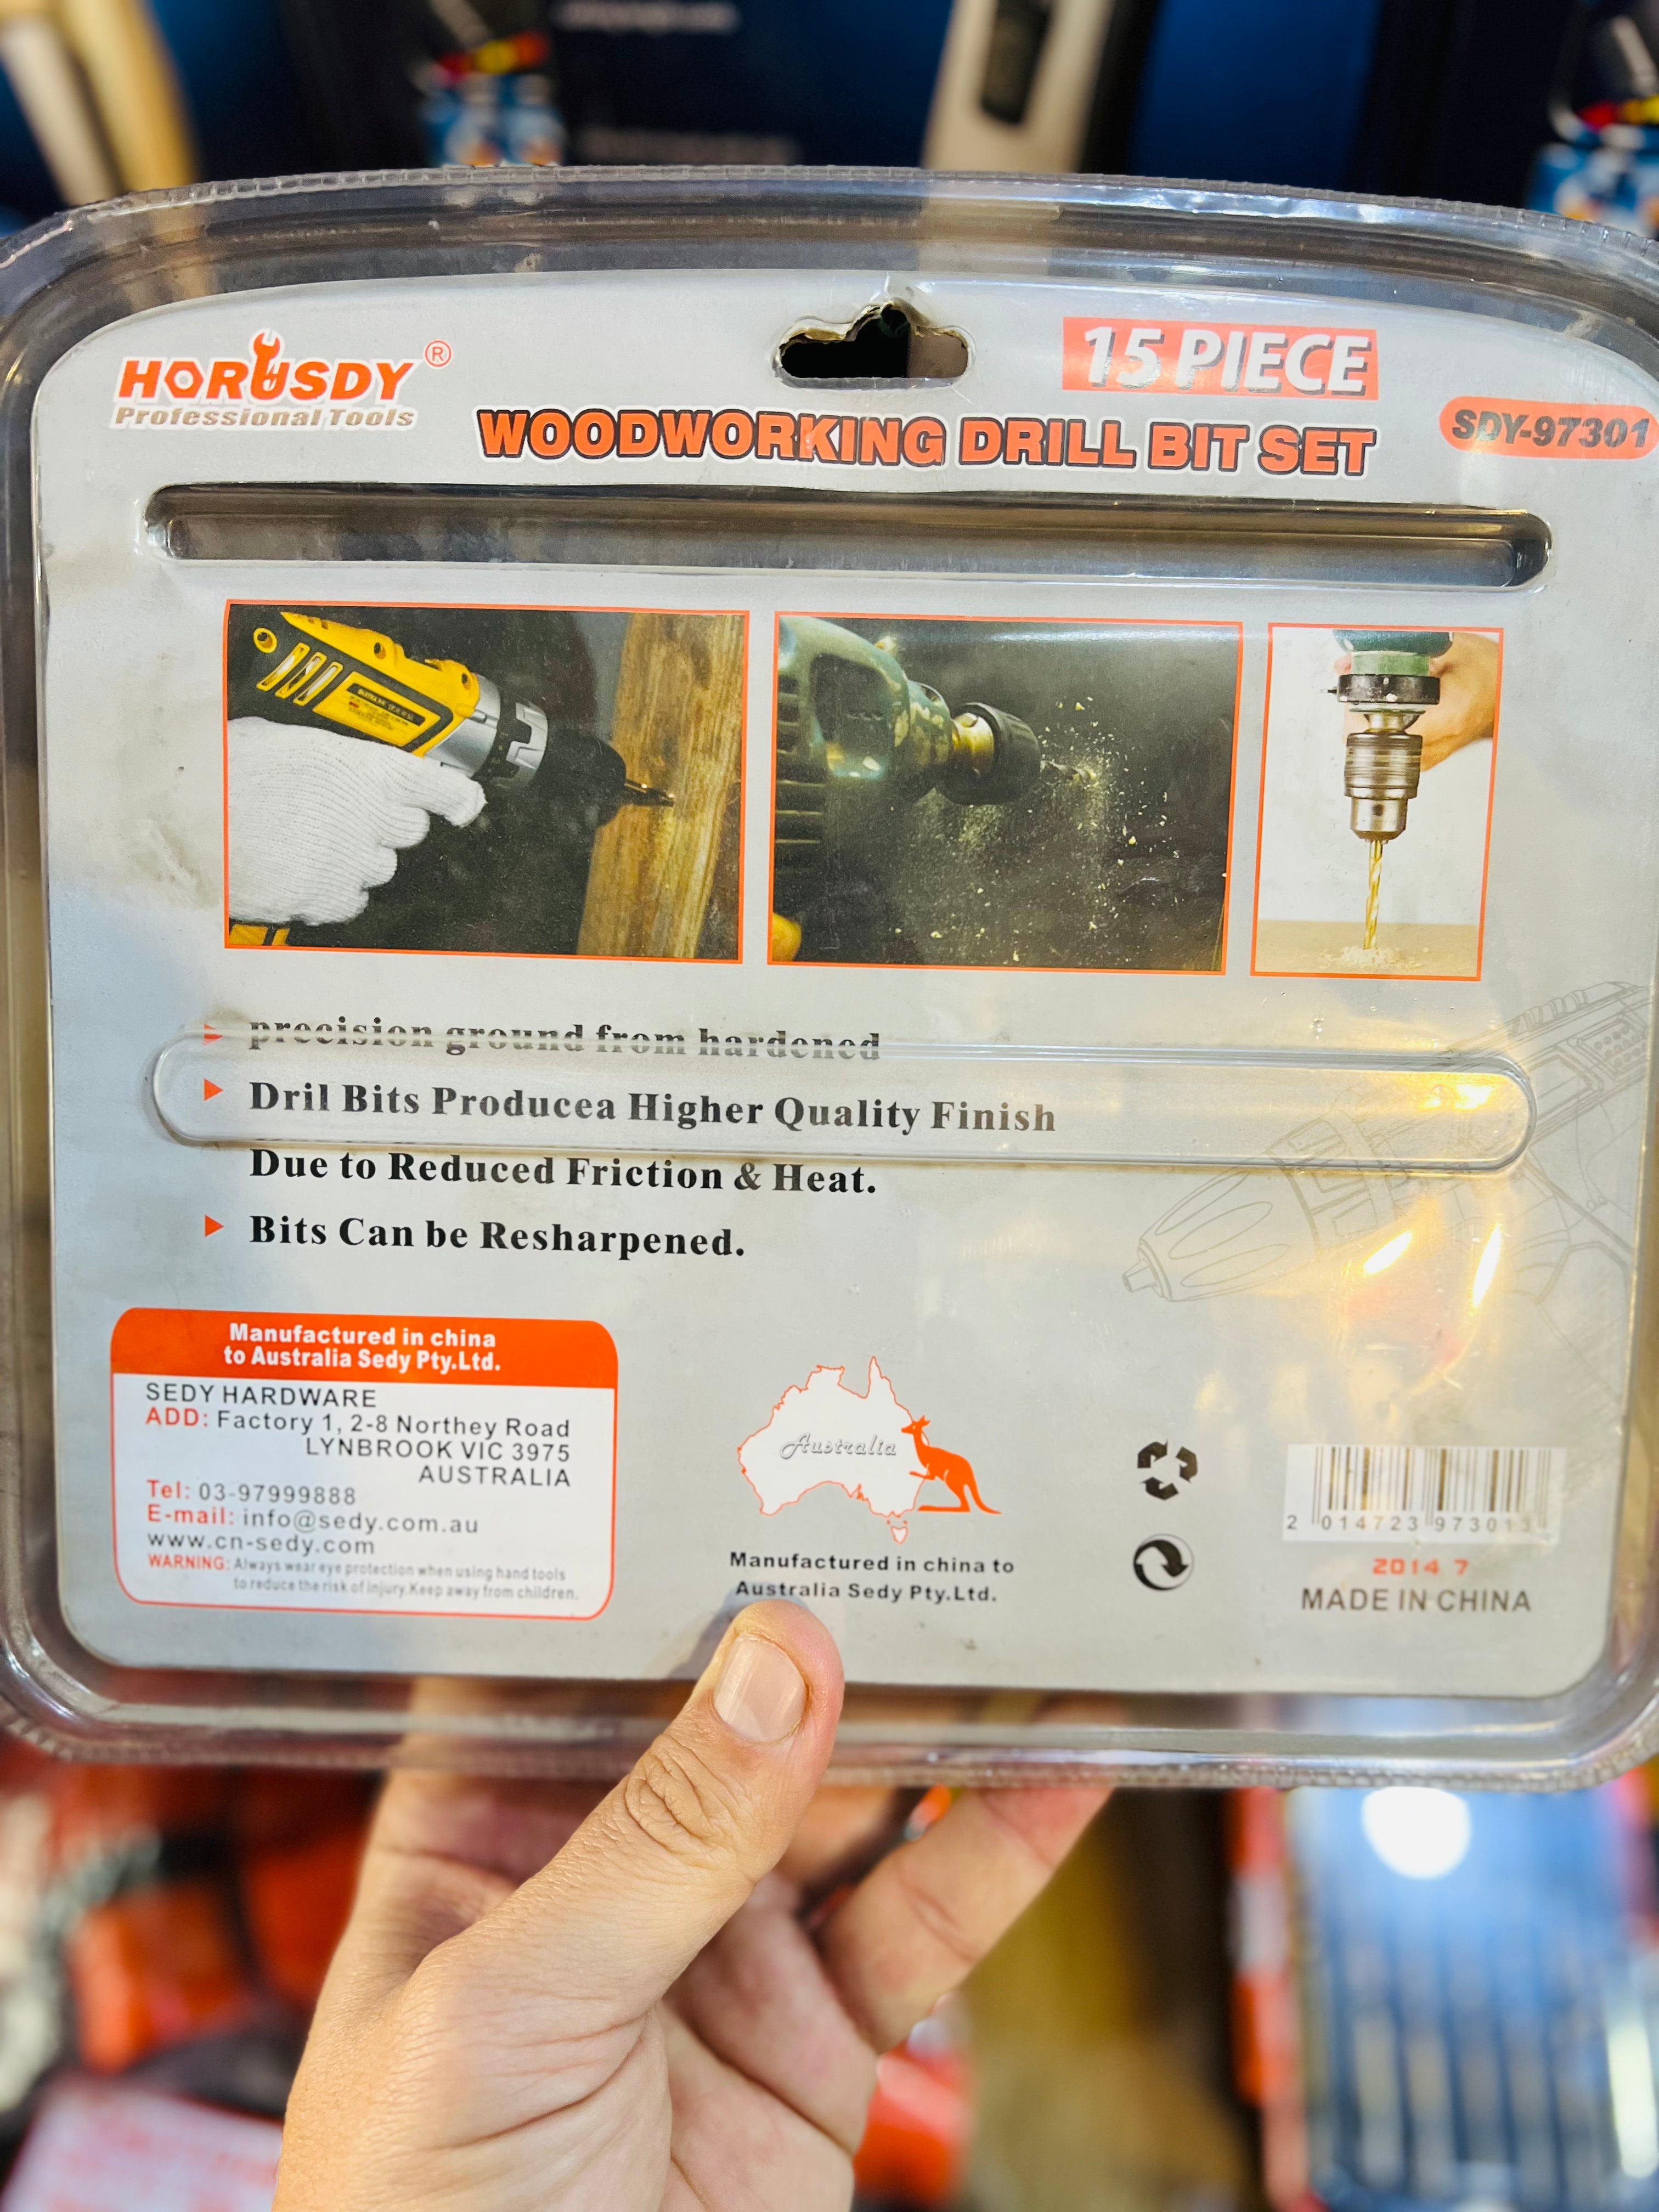 HORUSDY ®
Professional Tools
15 PIECE
WOODWORKING DRILL BIT SET
SDY-97301
precision ground from hardened
Dril Bits Producea Higher Quality Finish
Due to Reduced Friction & Heat.
Bits Can be Resharpened.
Manufactured in china
to Australia Sedy Pty.Ltd.
SEDY HARDWARE
ADD: Factory 1, 2-8 Northey Road
LYNBROOK VIC 3975
AUSTRALIA
Tel: 03-97999888
E-mail: info@sedy.com.au
www.cn-sedy.com
WARNING: Always wear eye protection when using hand tools
to reduce the risk of injury.Keep away from children.
Australia
Manufactured in china to
Australia Sedy Pty.Ltd.
2 014723 973013
2014 7
MADE IN CHINA